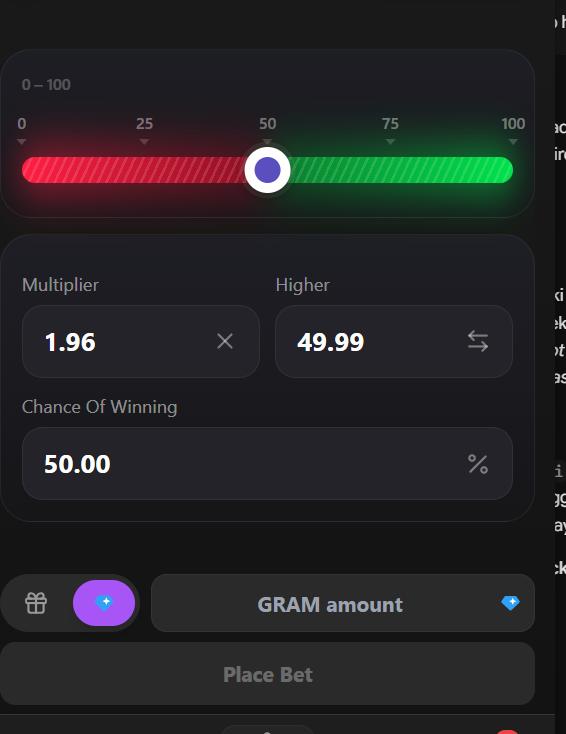 0 – 100
0 25 50 75 100
Multiplier Higher
1.96 49.99
Chance Of Winning
50.00 %
GRAM amount
Place Bet